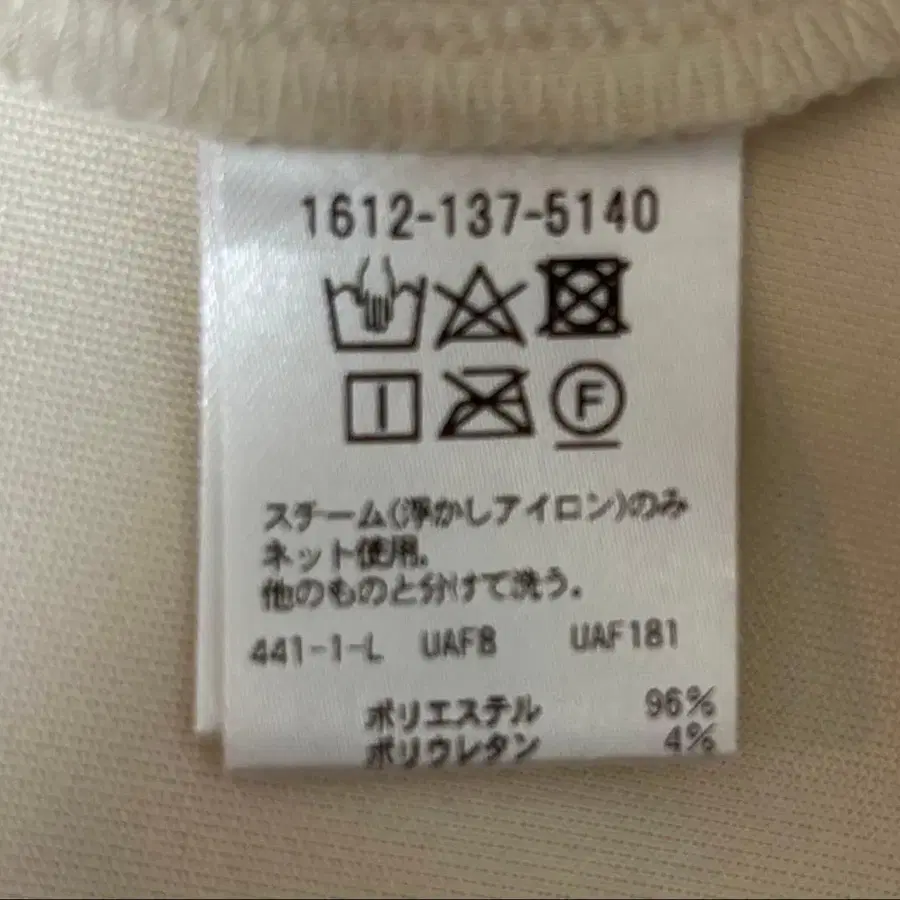 1612-137-5140
F
スチーム(浮かしアイロン)のみ
ネット使用.
他のものと分けて洗う.
441-1-L UAF8 UAF181
ポリエステル 96%
ポリウレタン 4%